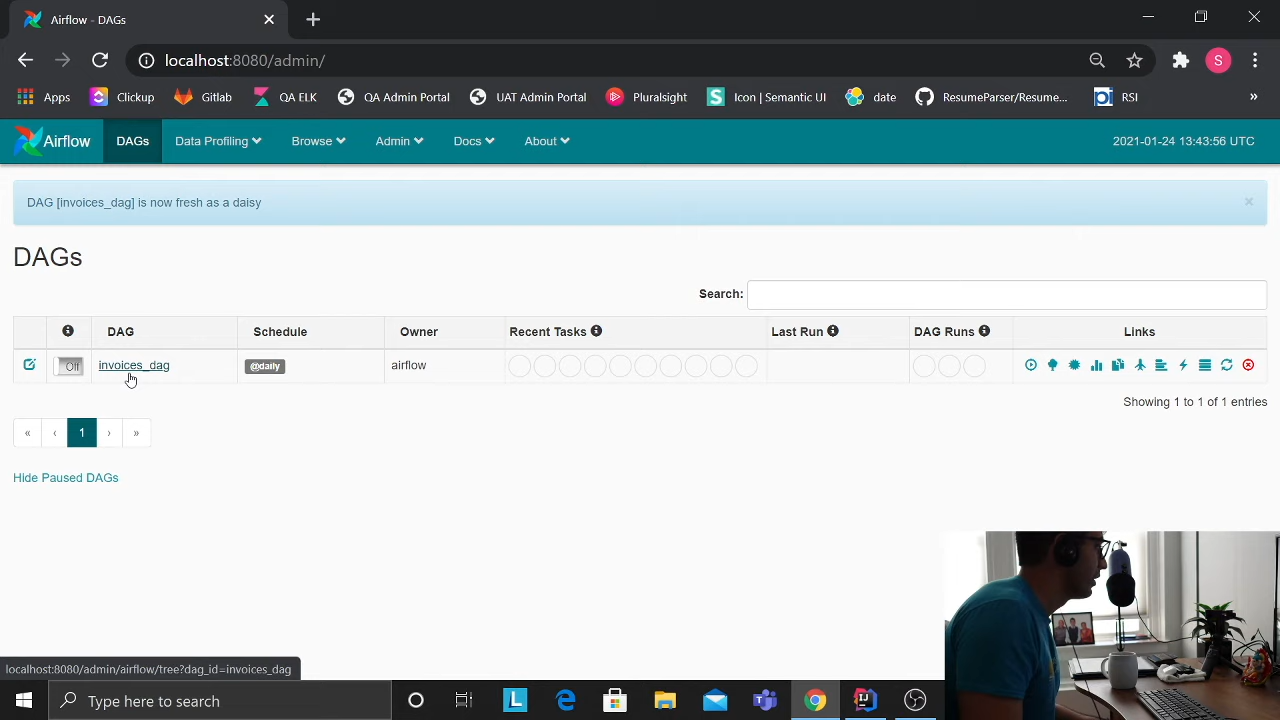 Airflow - DAGs
localhost:8080/admin/
S
Apps Clickup Gitlab QA ELK QA Admin Portal UAT Admin Portal Pluralsight S Icon | Semantic UI date ResumeParser/Resume... pi RSI »
Airflow DAGs Data Profiling Browse Admin Docs About 2021-01-24 13:43:56 UTC
DAG [invoices_dag] is now fresh as a daisy ×
DAGs
Search:
DAG Schedule Owner Recent Tasks Last Run DAG Runs Links
Off invoices_dag @daily airflow
Showing 1 to 1 of 1 entries
« ‹ 1 › »
Hide Paused DAGs
localhost:8080/admin/airflow/tree?dag_id=invoices_dag
Type here to search L